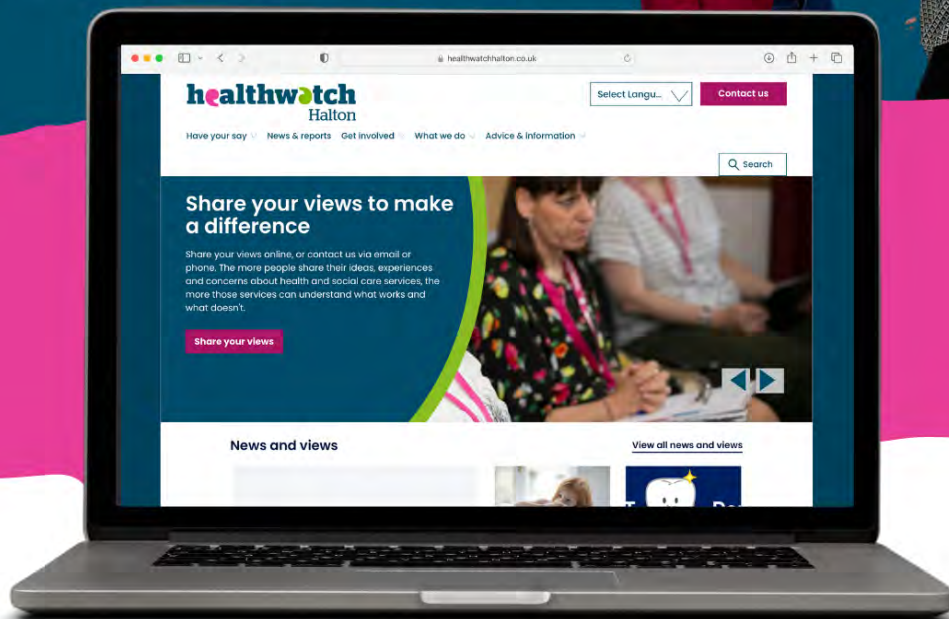 healthwatchhalton.co.uk
healthwatch
Halton
Select Langu...
Contact us
Have your say
News & reports
Get involved
What we do
Advice & information
Search
Share your views to make
a difference
Share your views online, or contact us via email or
phone. The more people share their ideas, experiences
and concerns about health and social care services, the
more those services can understand what works and
what doesn't.
Share your views
News and views
View all news and views